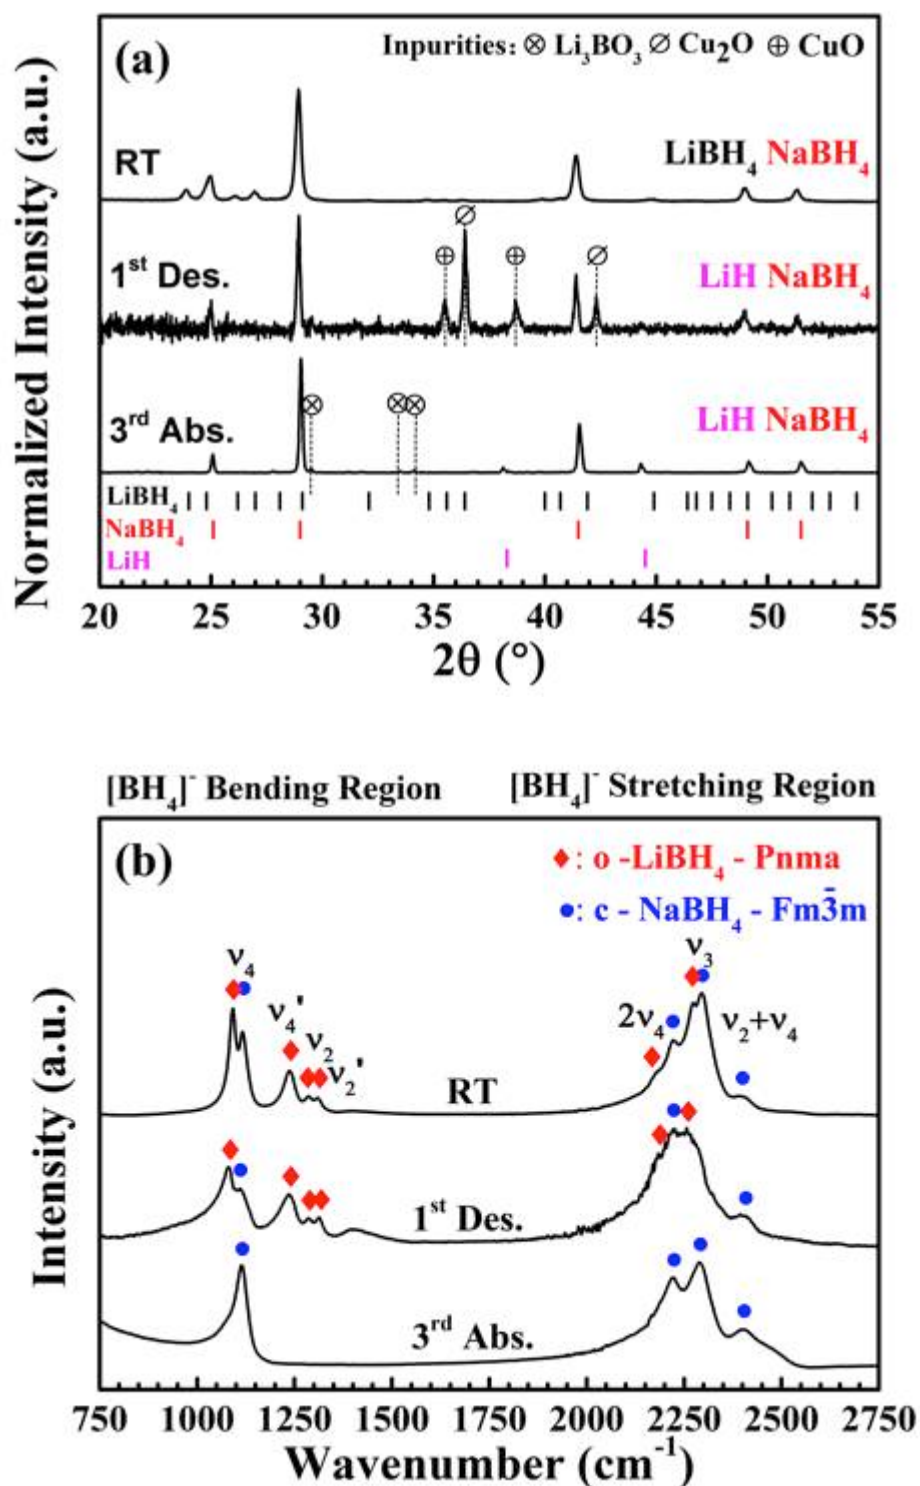 (a) Inpurities: ⊗ Li₃BO₃ ∅ Cu₂O ⊕ CuO
Normalized Intensity (a.u.)
RT
LiBH₄ NaBH₄
1ˢᵗ Des.
LiH NaBH₄
3ʳᵈ Abs.
LiH NaBH₄
LiBH₄
NaBH₄
LiH
20 25 30 35 40 45 50 55
2θ (°)
[BH₄]⁻ Bending Region [BH₄]⁻ Stretching Region
(b)
♦: o -LiBH₄ - Pnma
●: c - NaBH₄ - Fm3̄m
Intensity (a.u.)
ν₄
ν₄'
ν₂
ν₂'
2ν₄
ν₃
ν₂+ν₄
RT
1ˢᵗ Des.
3ʳᵈ Abs.
750 1000 1250 1500 1750 2000 2250 2500 2750
Wavenumber (cm⁻¹)